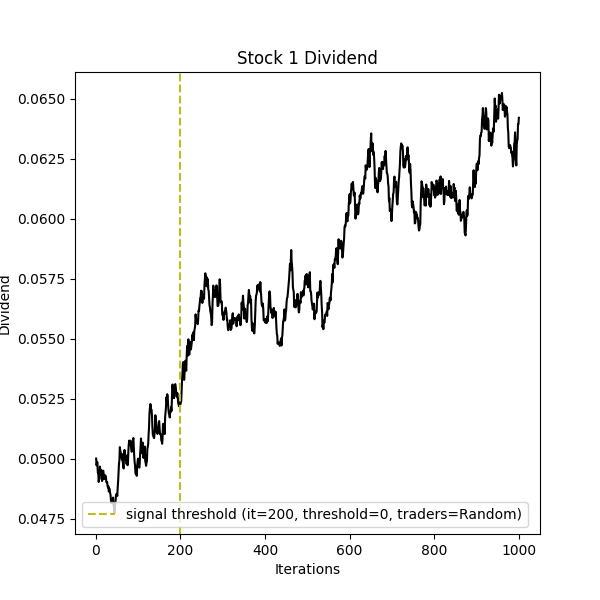 Stock 1 Dividend
Dividend
0.0650
0.0625
0.0600
0.0575
0.0550
0.0525
0.0500
0.0475
signal threshold (it=200, threshold=0, traders=Random)
0 200 400 600 800 1000
Iterations